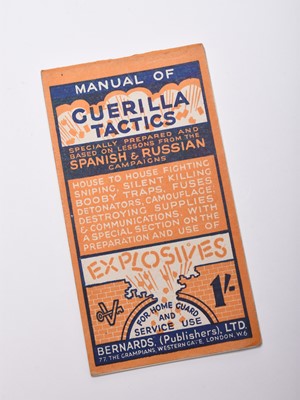 MANUAL OF
GUERILLA
TACTICS
SPECIALLY PREPARED AND
BASED ON LESSONS FROM THE
SPANISH & RUSSIAN
CAMPAIGNS
HOUSE TO HOUSE FIGHTING
SNIPING, SILENT KILLING
BOOBY TRAPS, FUSES
DETONATORS, CAMOUFLAGE,
DESTROYING SUPPLIES
& COMMUNICATIONS, WITH
A SPECIAL SECTION ON THE
PREPARATION AND USE OF
EXPLOSIVES
1/-
FOR HOME GUARD
AND
SERVICE USE
BERNARDS, (Publishers), LTD.
77, THE GRAMPIANS, WESTERN GATE, LONDON, W.6